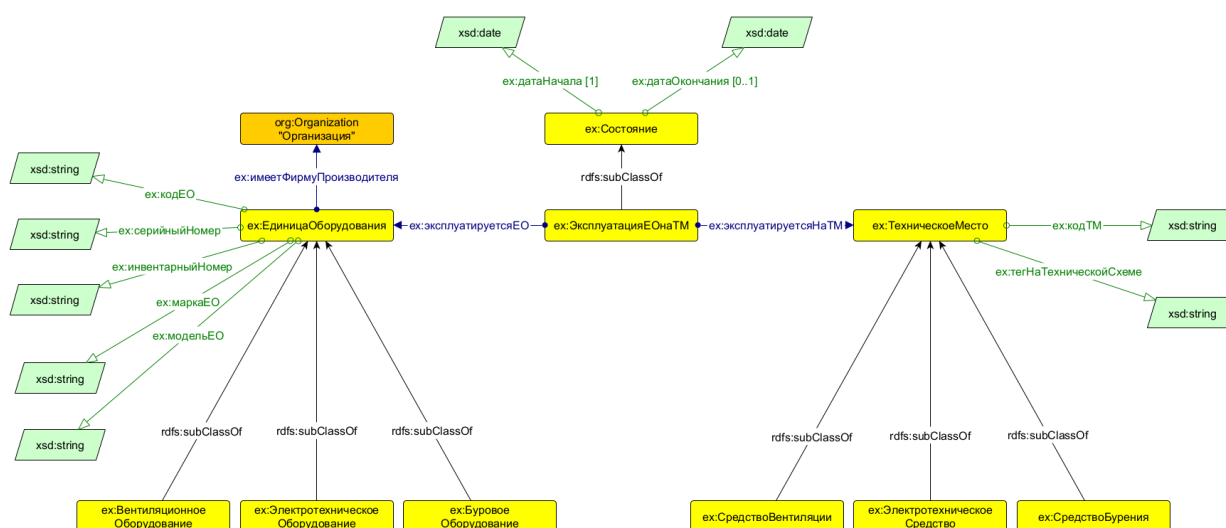 xsd:date
xsd:date
ex:датаНачала [1]
ex:датаОкончания [0..1]
org:Organization
"Организация"
ex:Состояние
xsd:string
ex:имеетФирмуПроизводителя
rdfs:subClassOf
ex:кодЕО
xsd:string
ex:серийныйНомер
ex:ЕдиницаОборудования
ex:эксплуатируетсяЕО
ex:ЭксплуатацияЕОнаТМ
ex:эксплуатируетсяНаТМ
ex:ТехническоеМесто
ex:кодТМ
xsd:string
ex:инвентарныйНомер
ex:тегНаТехническойСхеме
xsd:string
ex:маркаЕО
xsd:string
ex:модельЕО
xsd:string
xsd:string
rdfs:subClassOf
rdfs:subClassOf
rdfs:subClassOf
rdfs:subClassOf
rdfs:subClassOf
rdfs:subClassOf
ex:Вентиляционное
Оборудование
ex:Электротехническое
Оборудование
ex:Буровое
Оборудование
ex:СредствоВентиляции
ex:Электротехническое
Средство
ex:СредствоБурения